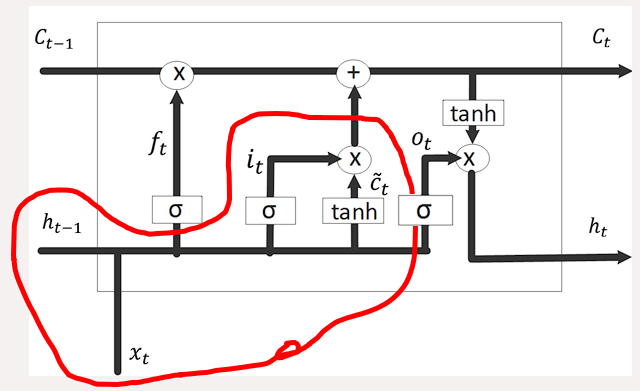 C_{t-1}
C_t
x
+
tanh
f_t
i_t
x
o_t
x
c̃_t
σ
σ
tanh
σ
h_{t-1}
h_t
x_t